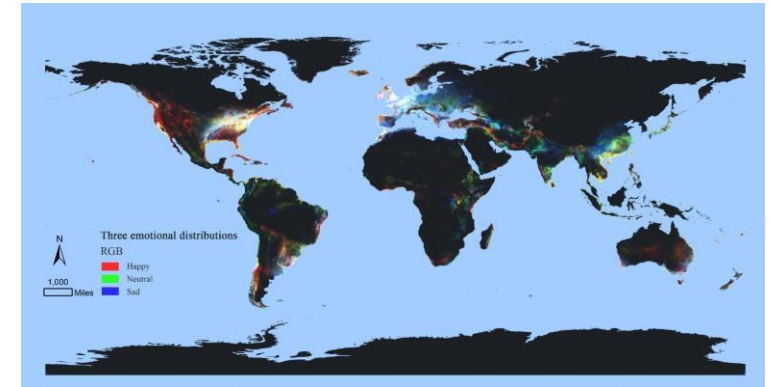 Three emotional distributions
RGB
Happy
Neutral
Sad
N
1,000
Miles